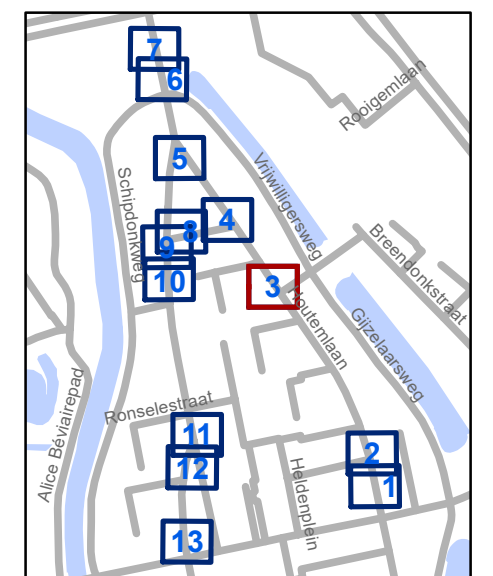 7
6
Rooigemlaan
5
Vrijwilligersweg
Schipdonkweg
4
8
9
Breendonkstraat
10
3
Houtemlaan
Gijzelaarsweg
Ronselestraat
Alice Béviairepad
11
2
12
Heldenplein
1
13